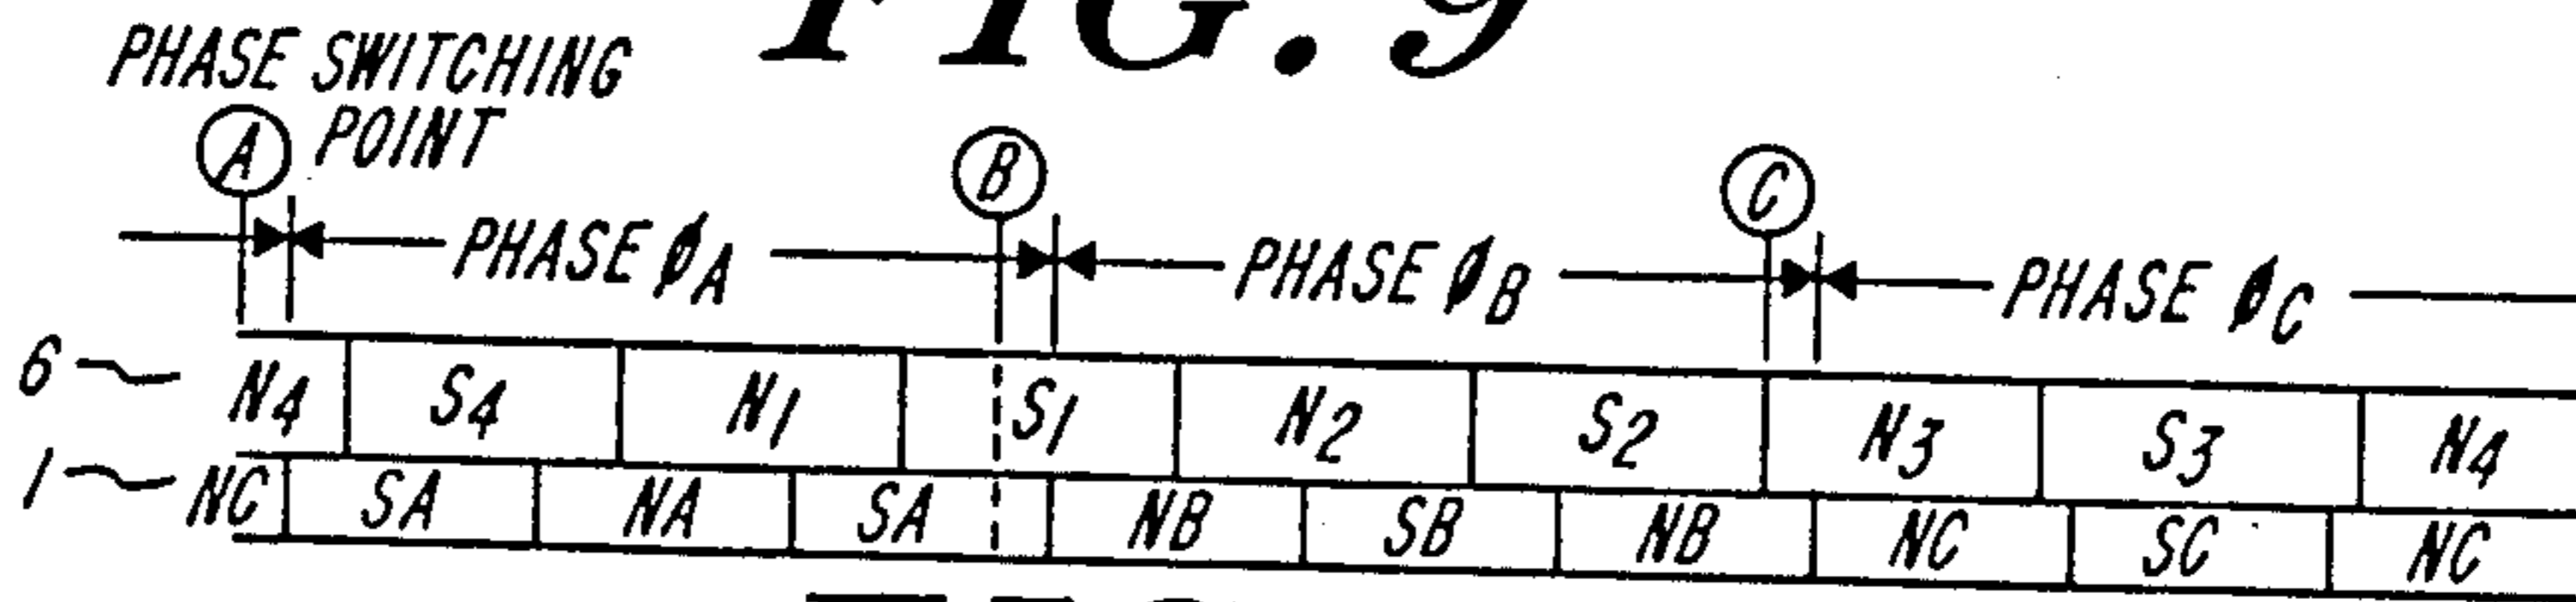 FIG. 9
PHASE SWITCHING
POINT
A B C
PHASE ØA PHASE ØB PHASE ØC
6 N4 S4 N1 S1 N2 S2 N3 S3 N4
1 NC SA NA SA NB SB NB NC SC NC